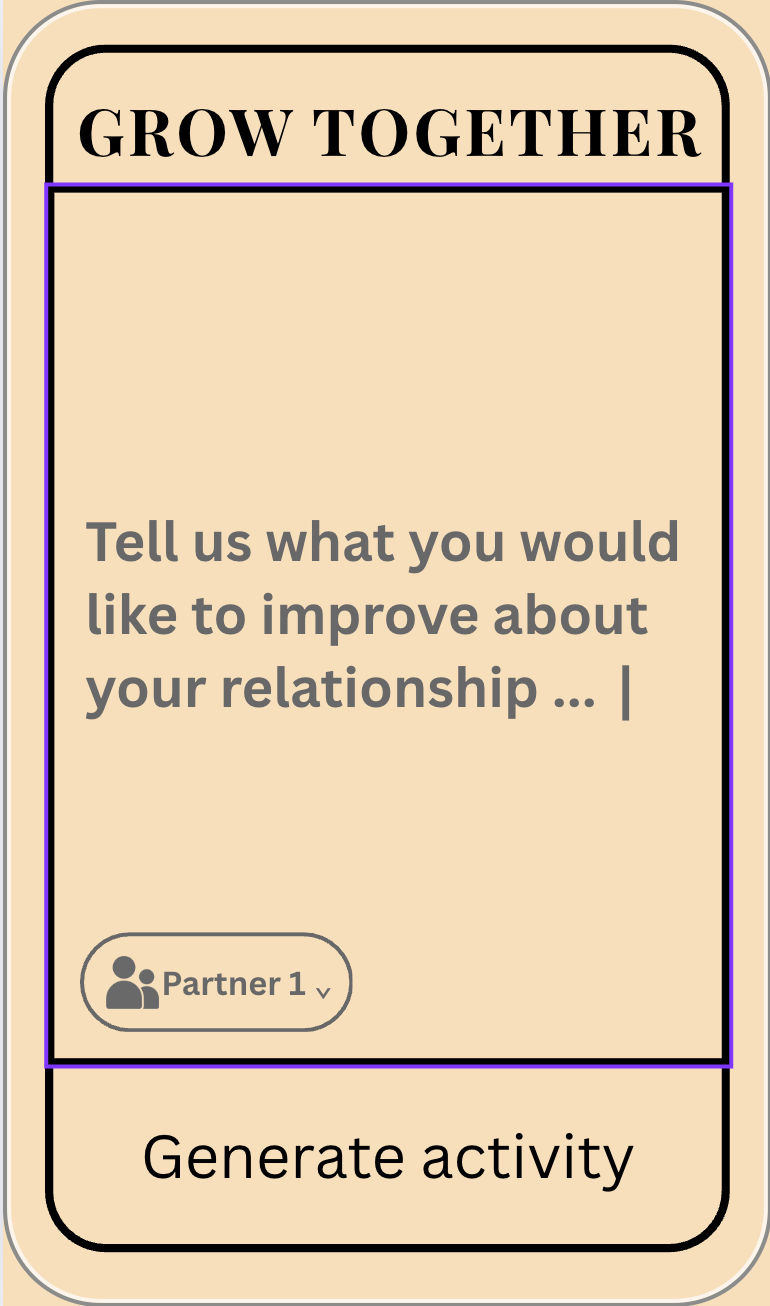 GROW TOGETHER
Tell us what you would
like to improve about
your relationship ... |
Partner 1
Generate activity